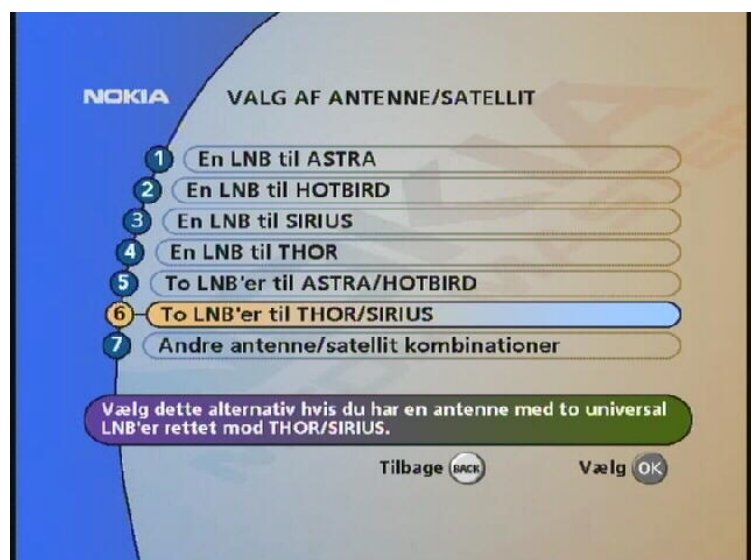 NOKIA VALG AF ANTENNE/SATELLIT
1 En LNB til ASTRA
2 En LNB til HOTBIRD
3 En LNB til SIRIUS
4 En LNB til THOR
5 To LNB'er til ASTRA/HOTBIRD
6 To LNB'er til THOR/SIRIUS
7 Andre antenne/satellit kombinationer
Vælg dette alternativ hvis du har en antenne med to universal
LNB'er rettet mod THOR/SIRIUS.
Tilbage BACK Vælg OK